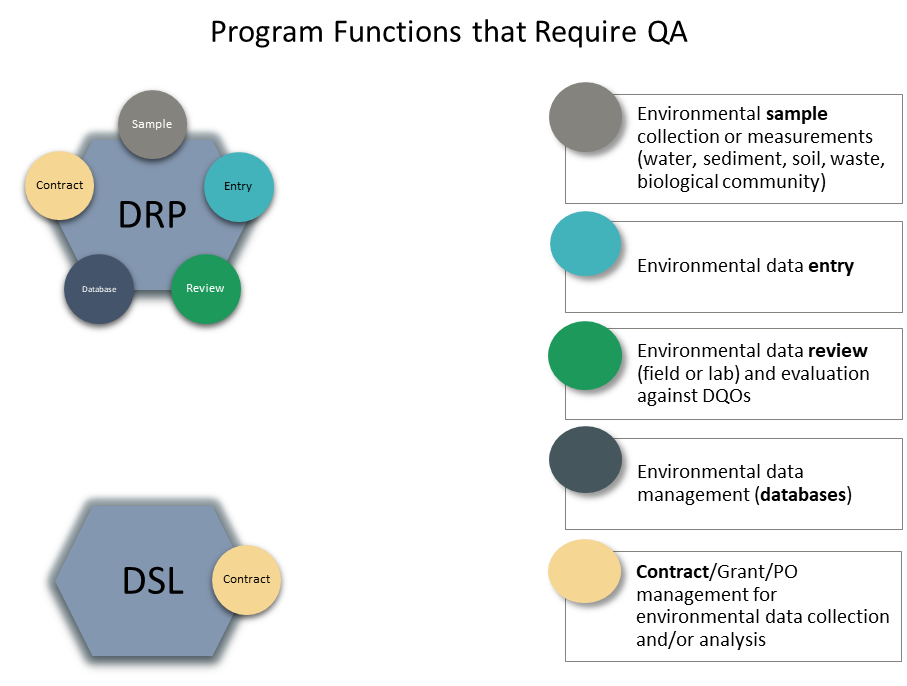 Program Functions that Require QA
Sample
Contract
Entry
DRP
Database
Review
DSL
Contract
Environmental sample
collection or measurements
(water, sediment, soil, waste,
biological community)
Environmental data entry
Environmental data review
(field or lab) and evaluation
against DQOs
Environmental data
management (databases)
Contract/Grant/PO
management for
environmental data collection
and/or analysis